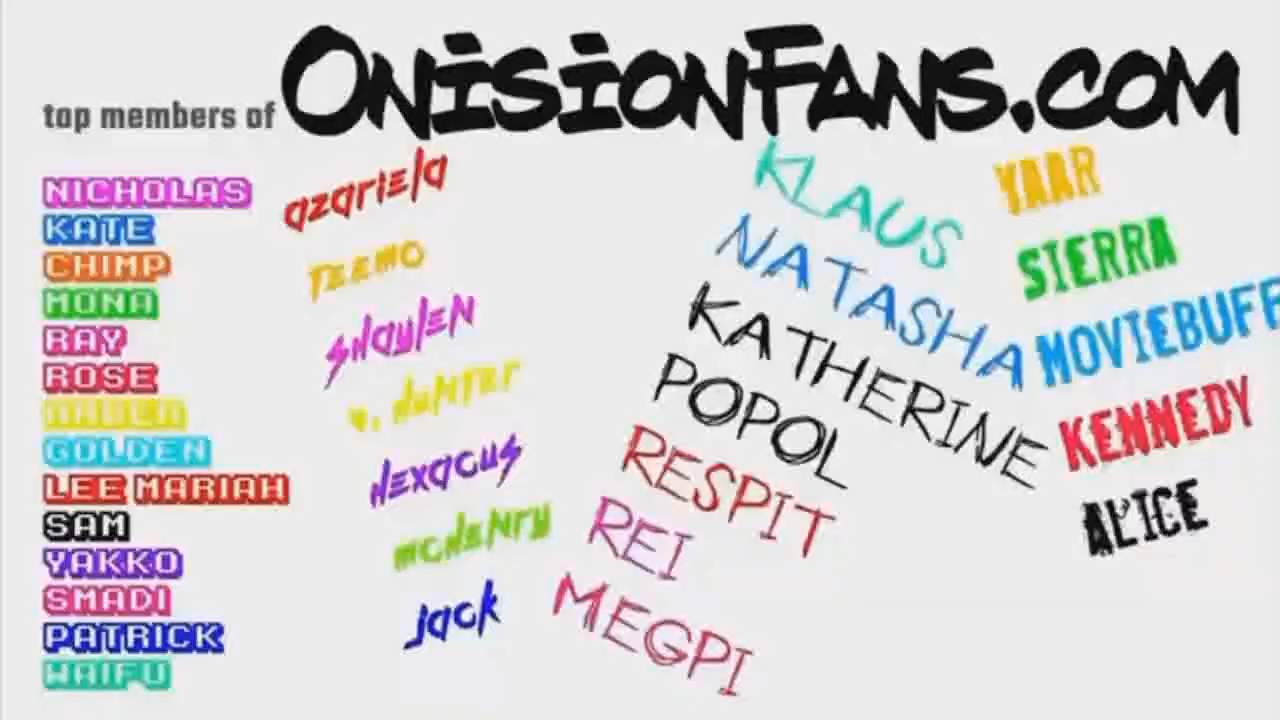 top members of OnisionFans.com
NICHOLAS
KATE
CHIMP
MONA
RAY
ROSE
GOLDEN
LEE MARIAH
SAM
YAKKO
SMADI
PATRICK
WAIFU
azariela
TEEMO
shaylen
v. hunter
hexacus
mchenry
jack
KLAUS
NATASHA
KATHERINE
POPOL
RESPIT
REI
MEGPI
YAAR
SIERRA
MOVIEBUFF
KENNEDY
ALICE